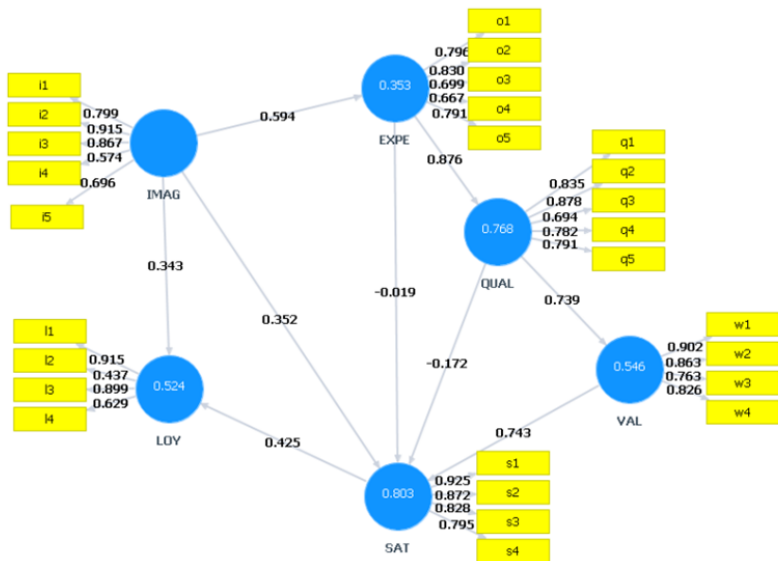 o1
0.796
o2
0.830
o3
0.699
o4
0.667
o5
0.791
0.353
EXPE
i1
0.799
i2
0.915
i3
0.867
i4
0.574
0.696
i5
IMAG
0.594
0.876
q1
0.835
q2
0.878
q3
0.694
q4
0.782
q5
0.791
0.768
QUAL
0.343
0.352
-0.019
-0.172
0.739
l1
0.915
l2
0.437
l3
0.899
l4
0.629
0.524
LOY
w1
0.902
w2
0.863
w3
0.763
w4
0.826
0.546
VAL
0.425
0.743
s1
0.925
s2
0.872
s3
0.828
s4
0.795
0.803
SAT